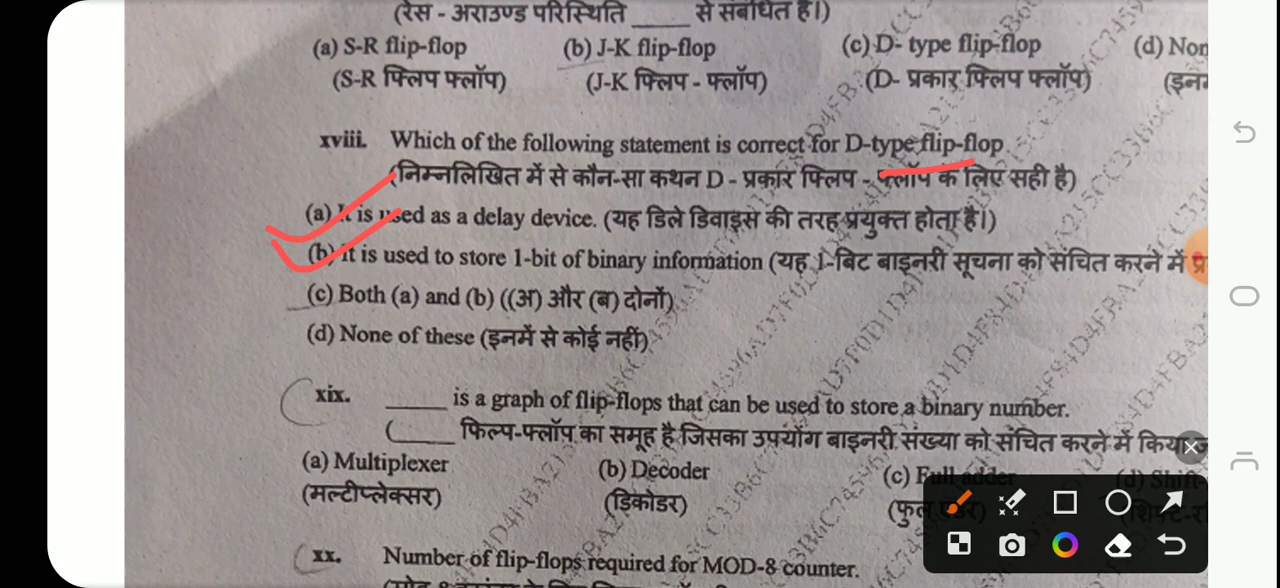 (रेस - अराउण्ड परिस्थिति ____ से संबंधित है।)
(a) S-R flip-flop (b) J-K flip-flop (c) D- type flip-flop (d) Non
(S-R फ्लिप फ्लॉप) (J-K फ्लिप - फ्लॉप) (D- प्रकार फ्लिप फ्लॉप) (इनम
xviii. Which of the following statement is correct for D-type flip-flop
(निम्नलिखित में से कौन-सा कथन D - प्रकार फ्लिप - फ्लॉप के लिए सही है)
(a) It is used as a delay device. (यह डिले डिवाइस की तरह प्रयुक्त होता है।)
(b) It is used to store 1-bit of binary information (यह 1-बिट बाइनरी सूचना को संचित करने में प्र
(c) Both (a) and (b) ((अ) और (ब) दोनों)
(d) None of these (इनमें से कोई नहीं)
xix. ____ is a graph of flip-flops that can be used to store a binary number.
(____ फिल्प-फ्लॉप का समूह है जिसका उपयोग बाइनरी संख्या को संचित करने में किया
(a) Multiplexer (b) Decoder (c) Full adder (d) Shift-
(मल्टीप्लेक्सर) (डिकोडर) (फुल
xx. Number of flip-flops required for MOD-8 counter.